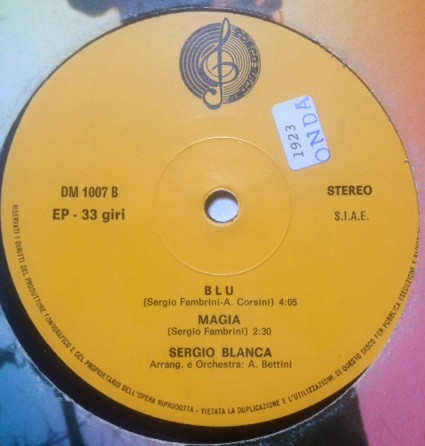 1923
ONDA
DM 1007 B
EP - 33 giri
STEREO
S.I.A.E.
BLU
(Sergio Fambrini-A. Corsini) 4:05
MAGIA
(Sergio Fambrini) 2:30
SERGIO BLANCA
Arrang. e Orchestra: A. Bettini
RISERVATI I DIRITTI DEL PRODUTTORE FONOGRAFICO E DEL PROPRIETARIO DELL'OPERA RIPRODOTTA - VIETATA LA DUPLICAZIONE E L'UTILIZZAZIONE DI QUESTO DISCO PER PUBBLICA ESECUZIONE E